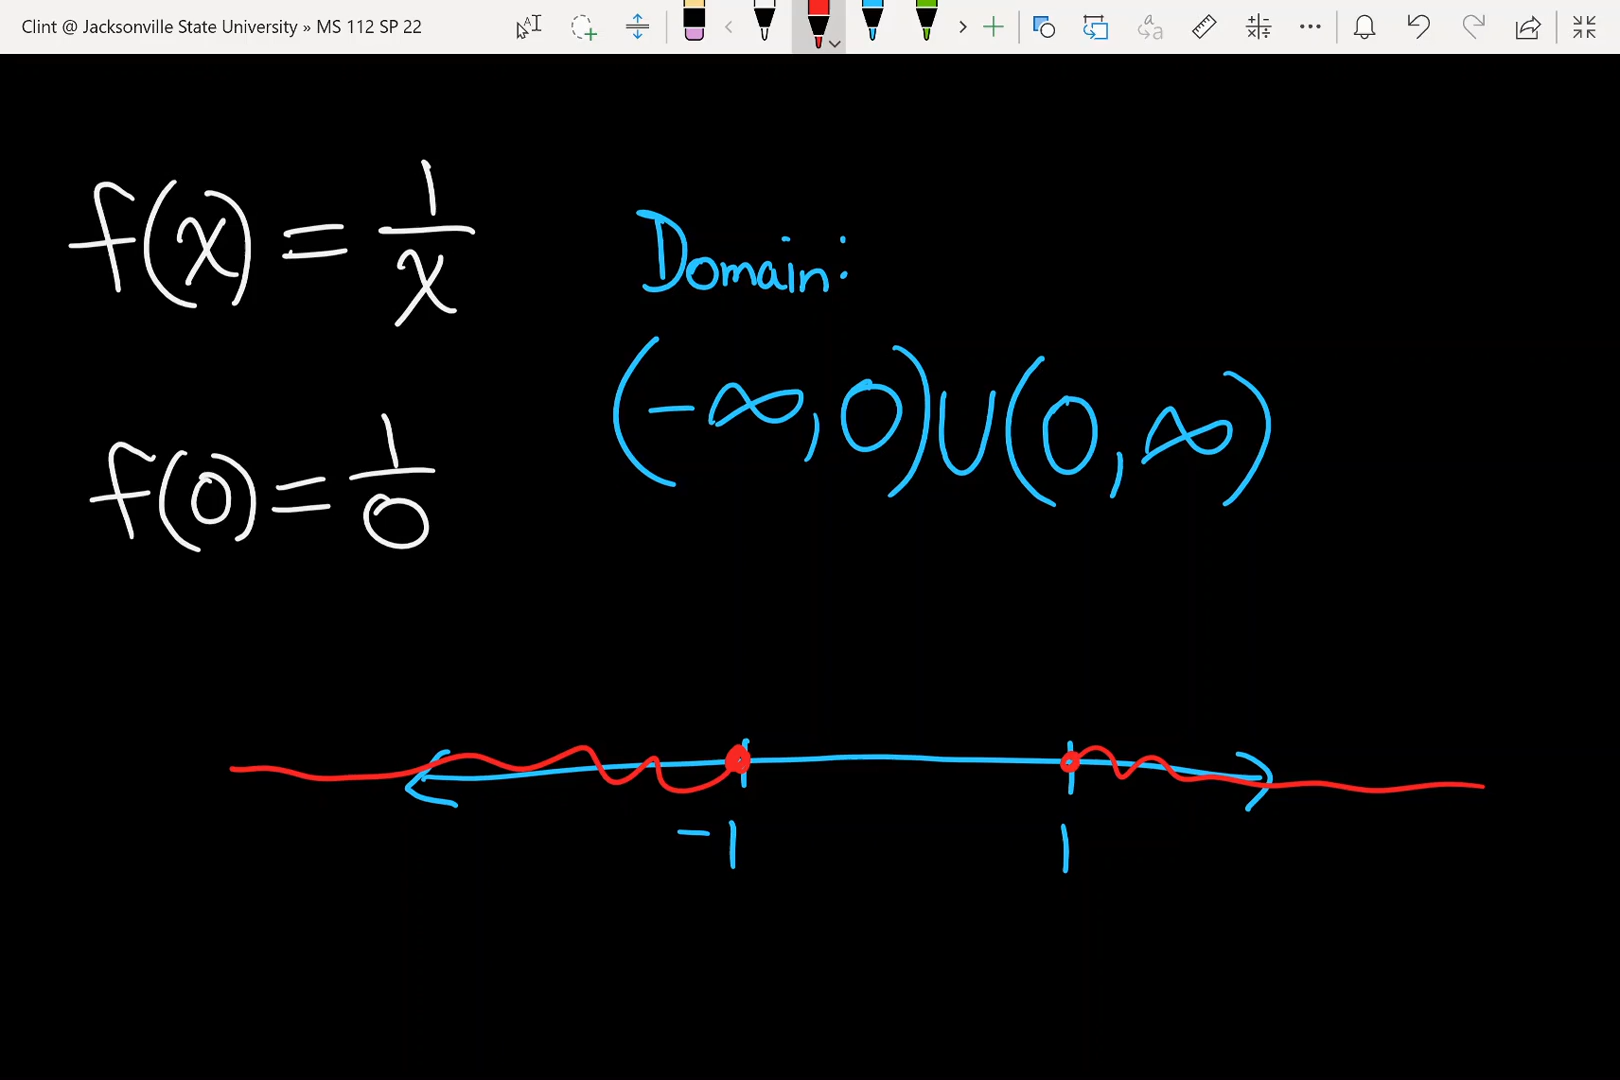 Clint @ Jacksonville State University » MS 112 SP 22
f(x) = 1/x
Domain:
(-∞, 0) ∪ (0, ∞)
f(0) = 1/0
-1 1